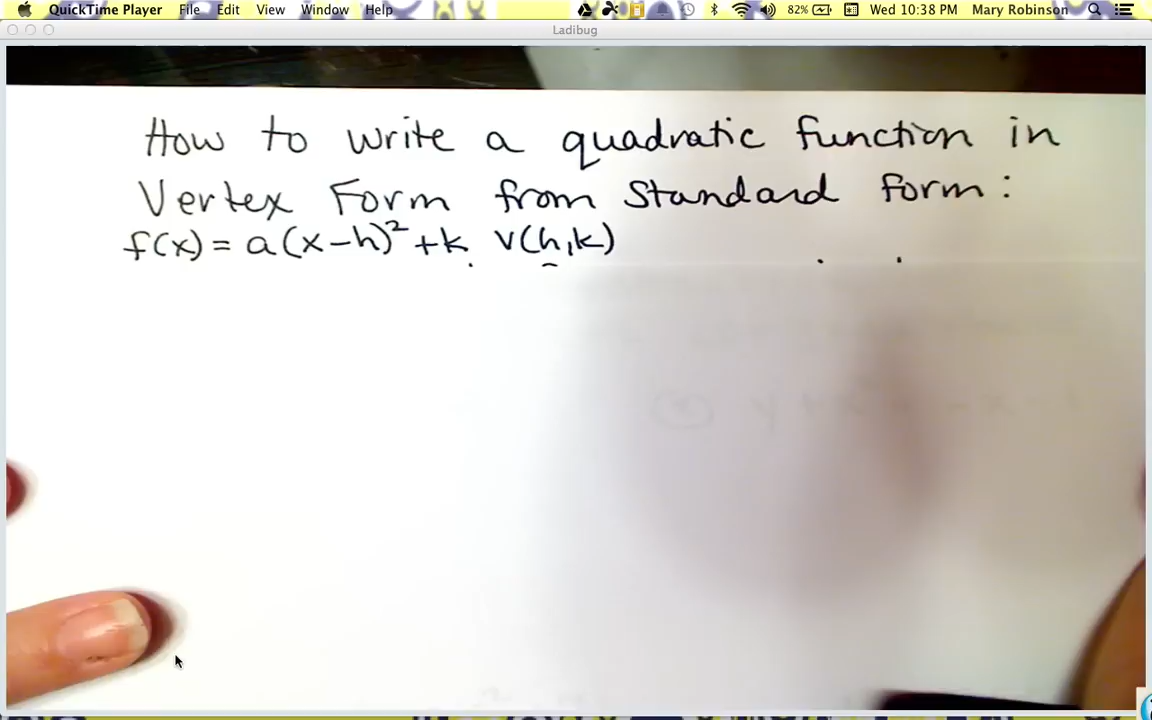 QuickTime Player File Edit View Window Help 82% Wed 10:38 PM Mary Robinson
Ladibug
How to write a quadratic function in
Vertex Form from Standard form:
f(x) = a(x-h)² + k V(h,k)